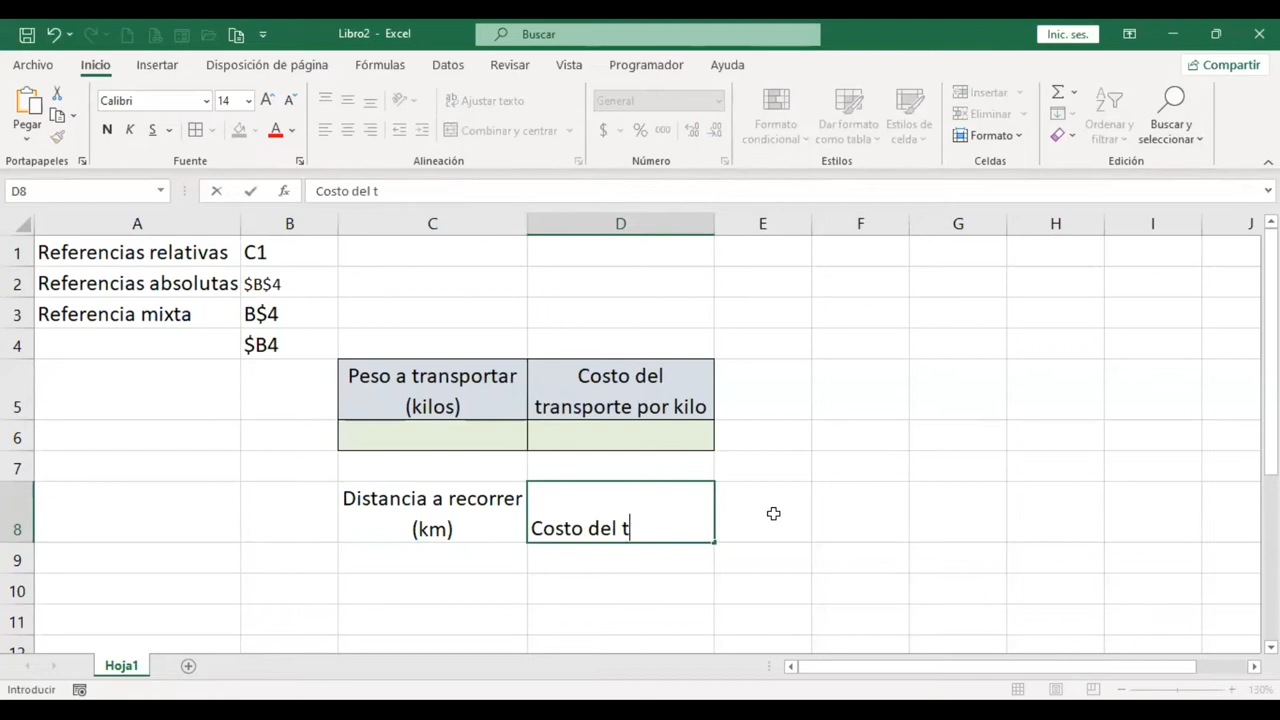 Libro2 - Excel
Buscar
Inic. ses.
Archivo Inicio Insertar Disposición de página Fórmulas Datos Revisar Vista Programador Ayuda Compartir
Pegar
Portapapeles
Calibri 14
N K S A
Fuente
Ajustar texto
Combinar y centrar
Alineación
General
$ % 000
Número
Formato condicional
Dar formato como tabla
Estilos de celda
Estilos
Insertar
Eliminar
Formato
Celdas
Ordenar y filtrar
Buscar y seleccionar
Edición
D8 fx Costo del t
A B C D E F G H I J
1 Referencias relativas C1
2 Referencias absolutas $B$4
3 Referencia mixta B$4
4 $B4
Peso a transportar Costo del
5 (kilos) transporte por kilo
6
7
Distancia a recorrer
8 (km) Costo del t
9
10
11
12
Hoja1
Introducir 130%